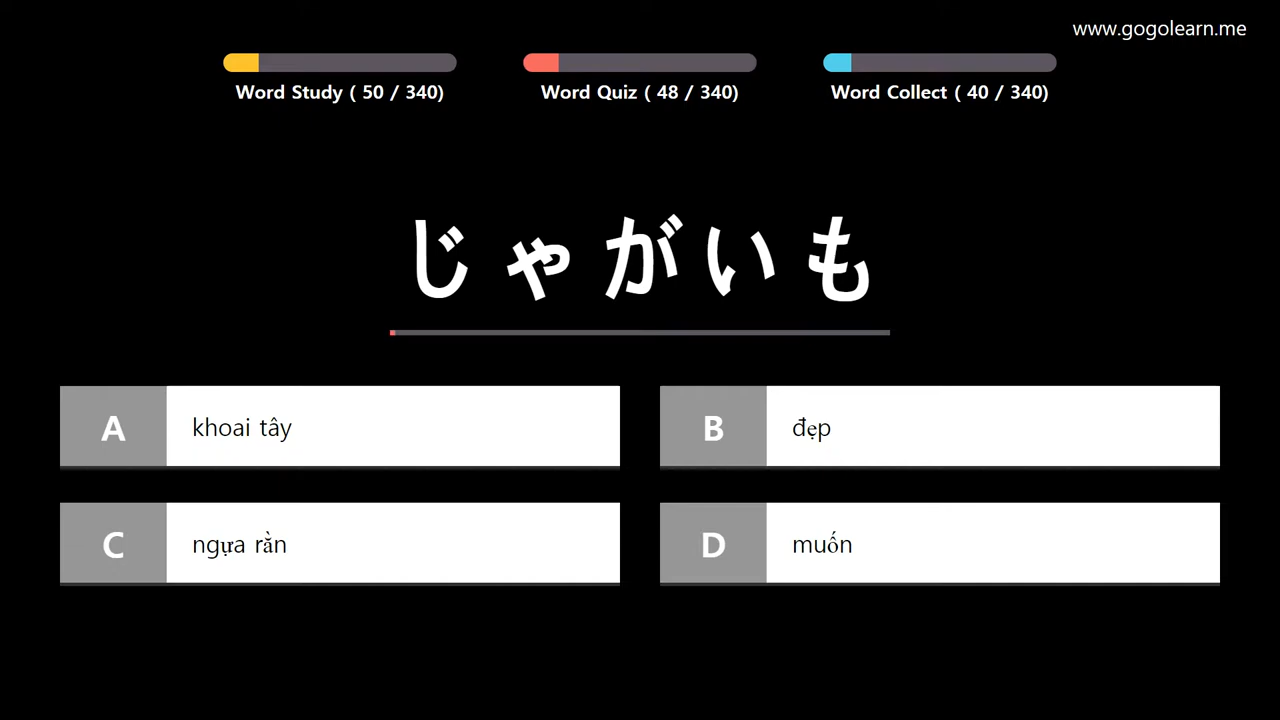 www.gogolearn.me
Word Study ( 50 / 340)
Word Quiz ( 48 / 340)
Word Collect ( 40 / 340)
じゃがいも
A khoai tây
B đẹp
C ngựa rằn
D muốn